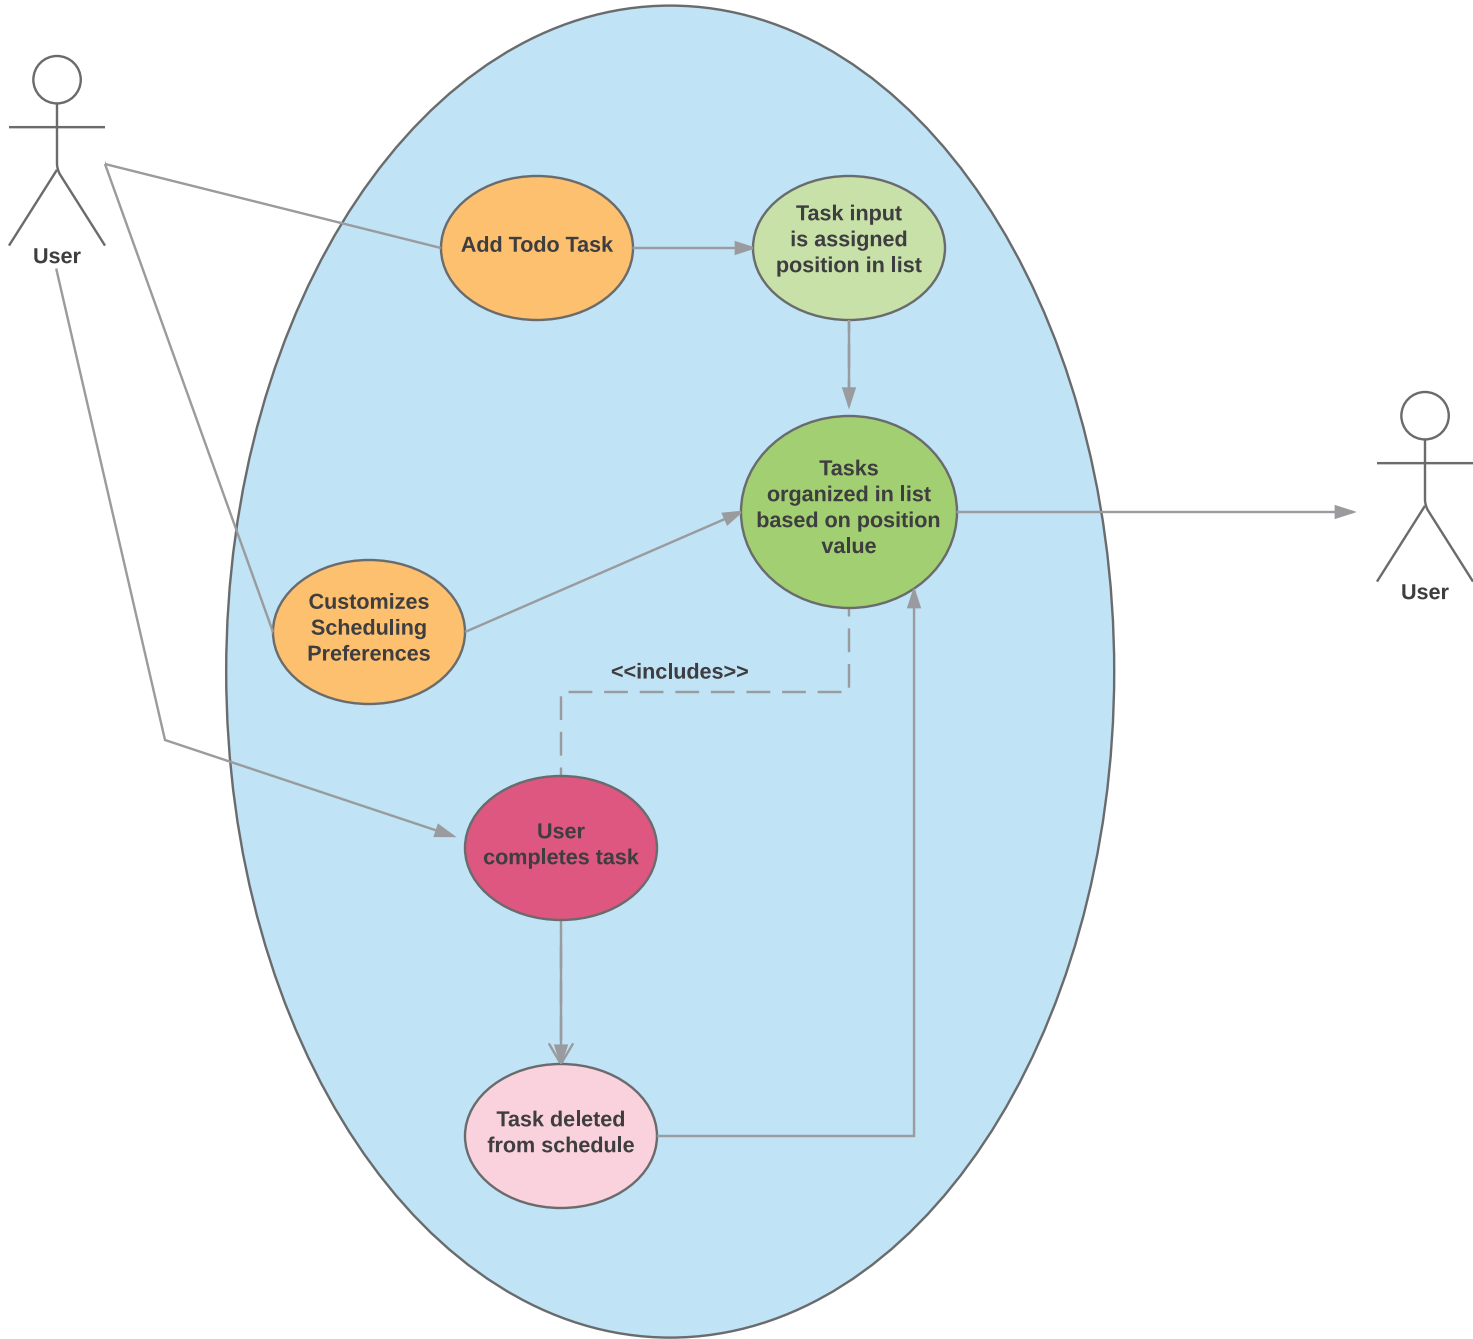 User
Add Todo Task
Task input
is assigned
position in list
Tasks
organized in list
based on position
value
User
Customizes
Scheduling
Preferences
<<includes>>
User
completes task
Task deleted
from schedule